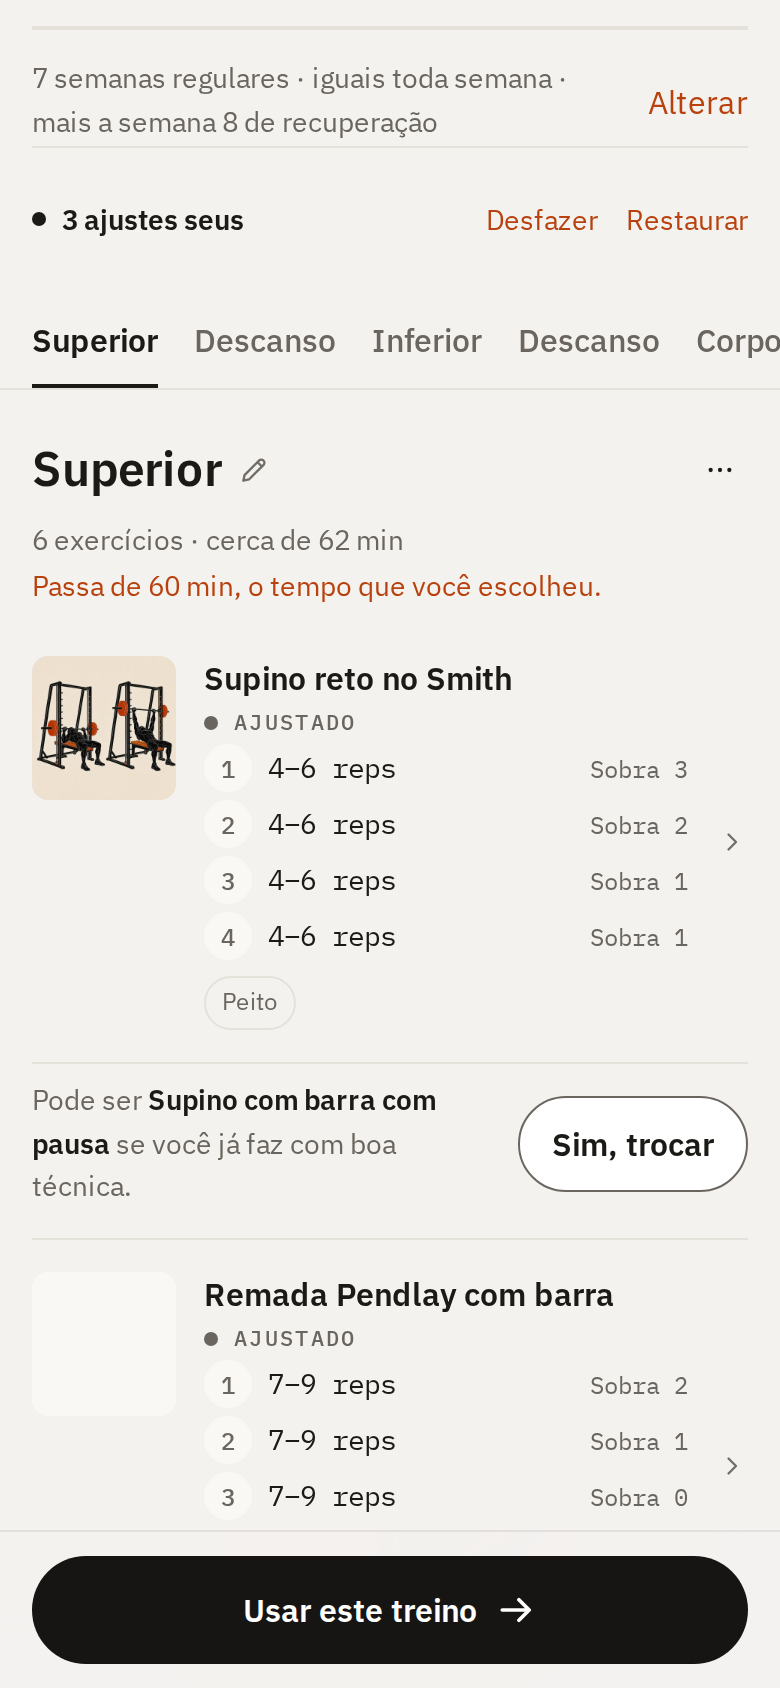 7 semanas regulares · iguais toda semana ·
mais a semana 8 de recuperação
Alterar
3 ajustes seus
Desfazer
Restaurar
Superior
Descanso
Inferior
Descanso
Corpo
Superior
...
6 exercícios · cerca de 62 min
Passa de 60 min, o tempo que você escolheu.
Supino reto no Smith
AJUSTADO
1 4–6 reps Sobra 3
2 4–6 reps Sobra 2
3 4–6 reps Sobra 1
4 4–6 reps Sobra 1
Peito
Pode ser Supino com barra com
pausa se você já faz com boa
técnica.
Sim, trocar
Remada Pendlay com barra
AJUSTADO
1 7–9 reps Sobra 2
2 7–9 reps Sobra 1
3 7–9 reps Sobra 0
Usar este treino →